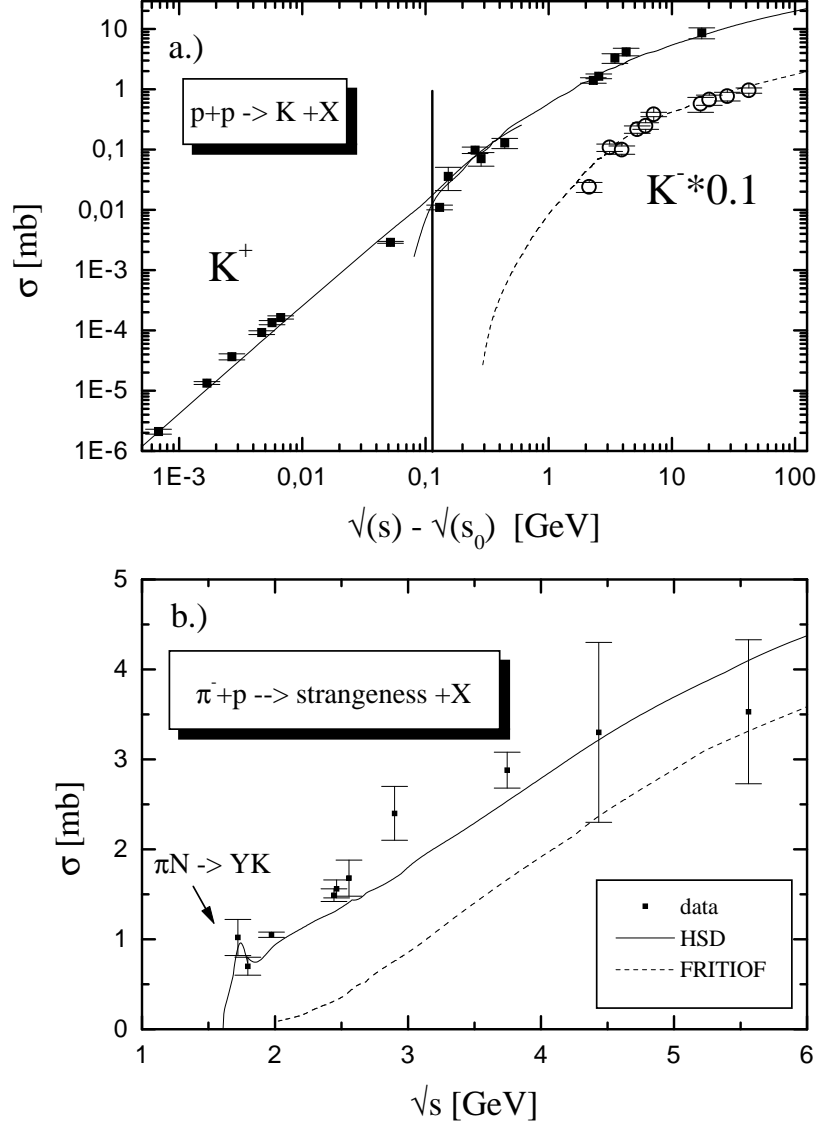 a.)
p+p -> K +X
K⁺
K⁻*0.1
σ [mb]
10
1
0,1
0,01
1E-3
1E-4
1E-5
1E-6
1E-3 0,01 0,1 1 10 100
√(s) - √(s₀) [GeV]
b.)
π⁻+p --> strangeness +X
πN -> YK
σ [mb]
5
4
3
2
1
0
data
HSD
FRITIOF
1 2 3 4 5 6
√s [GeV]